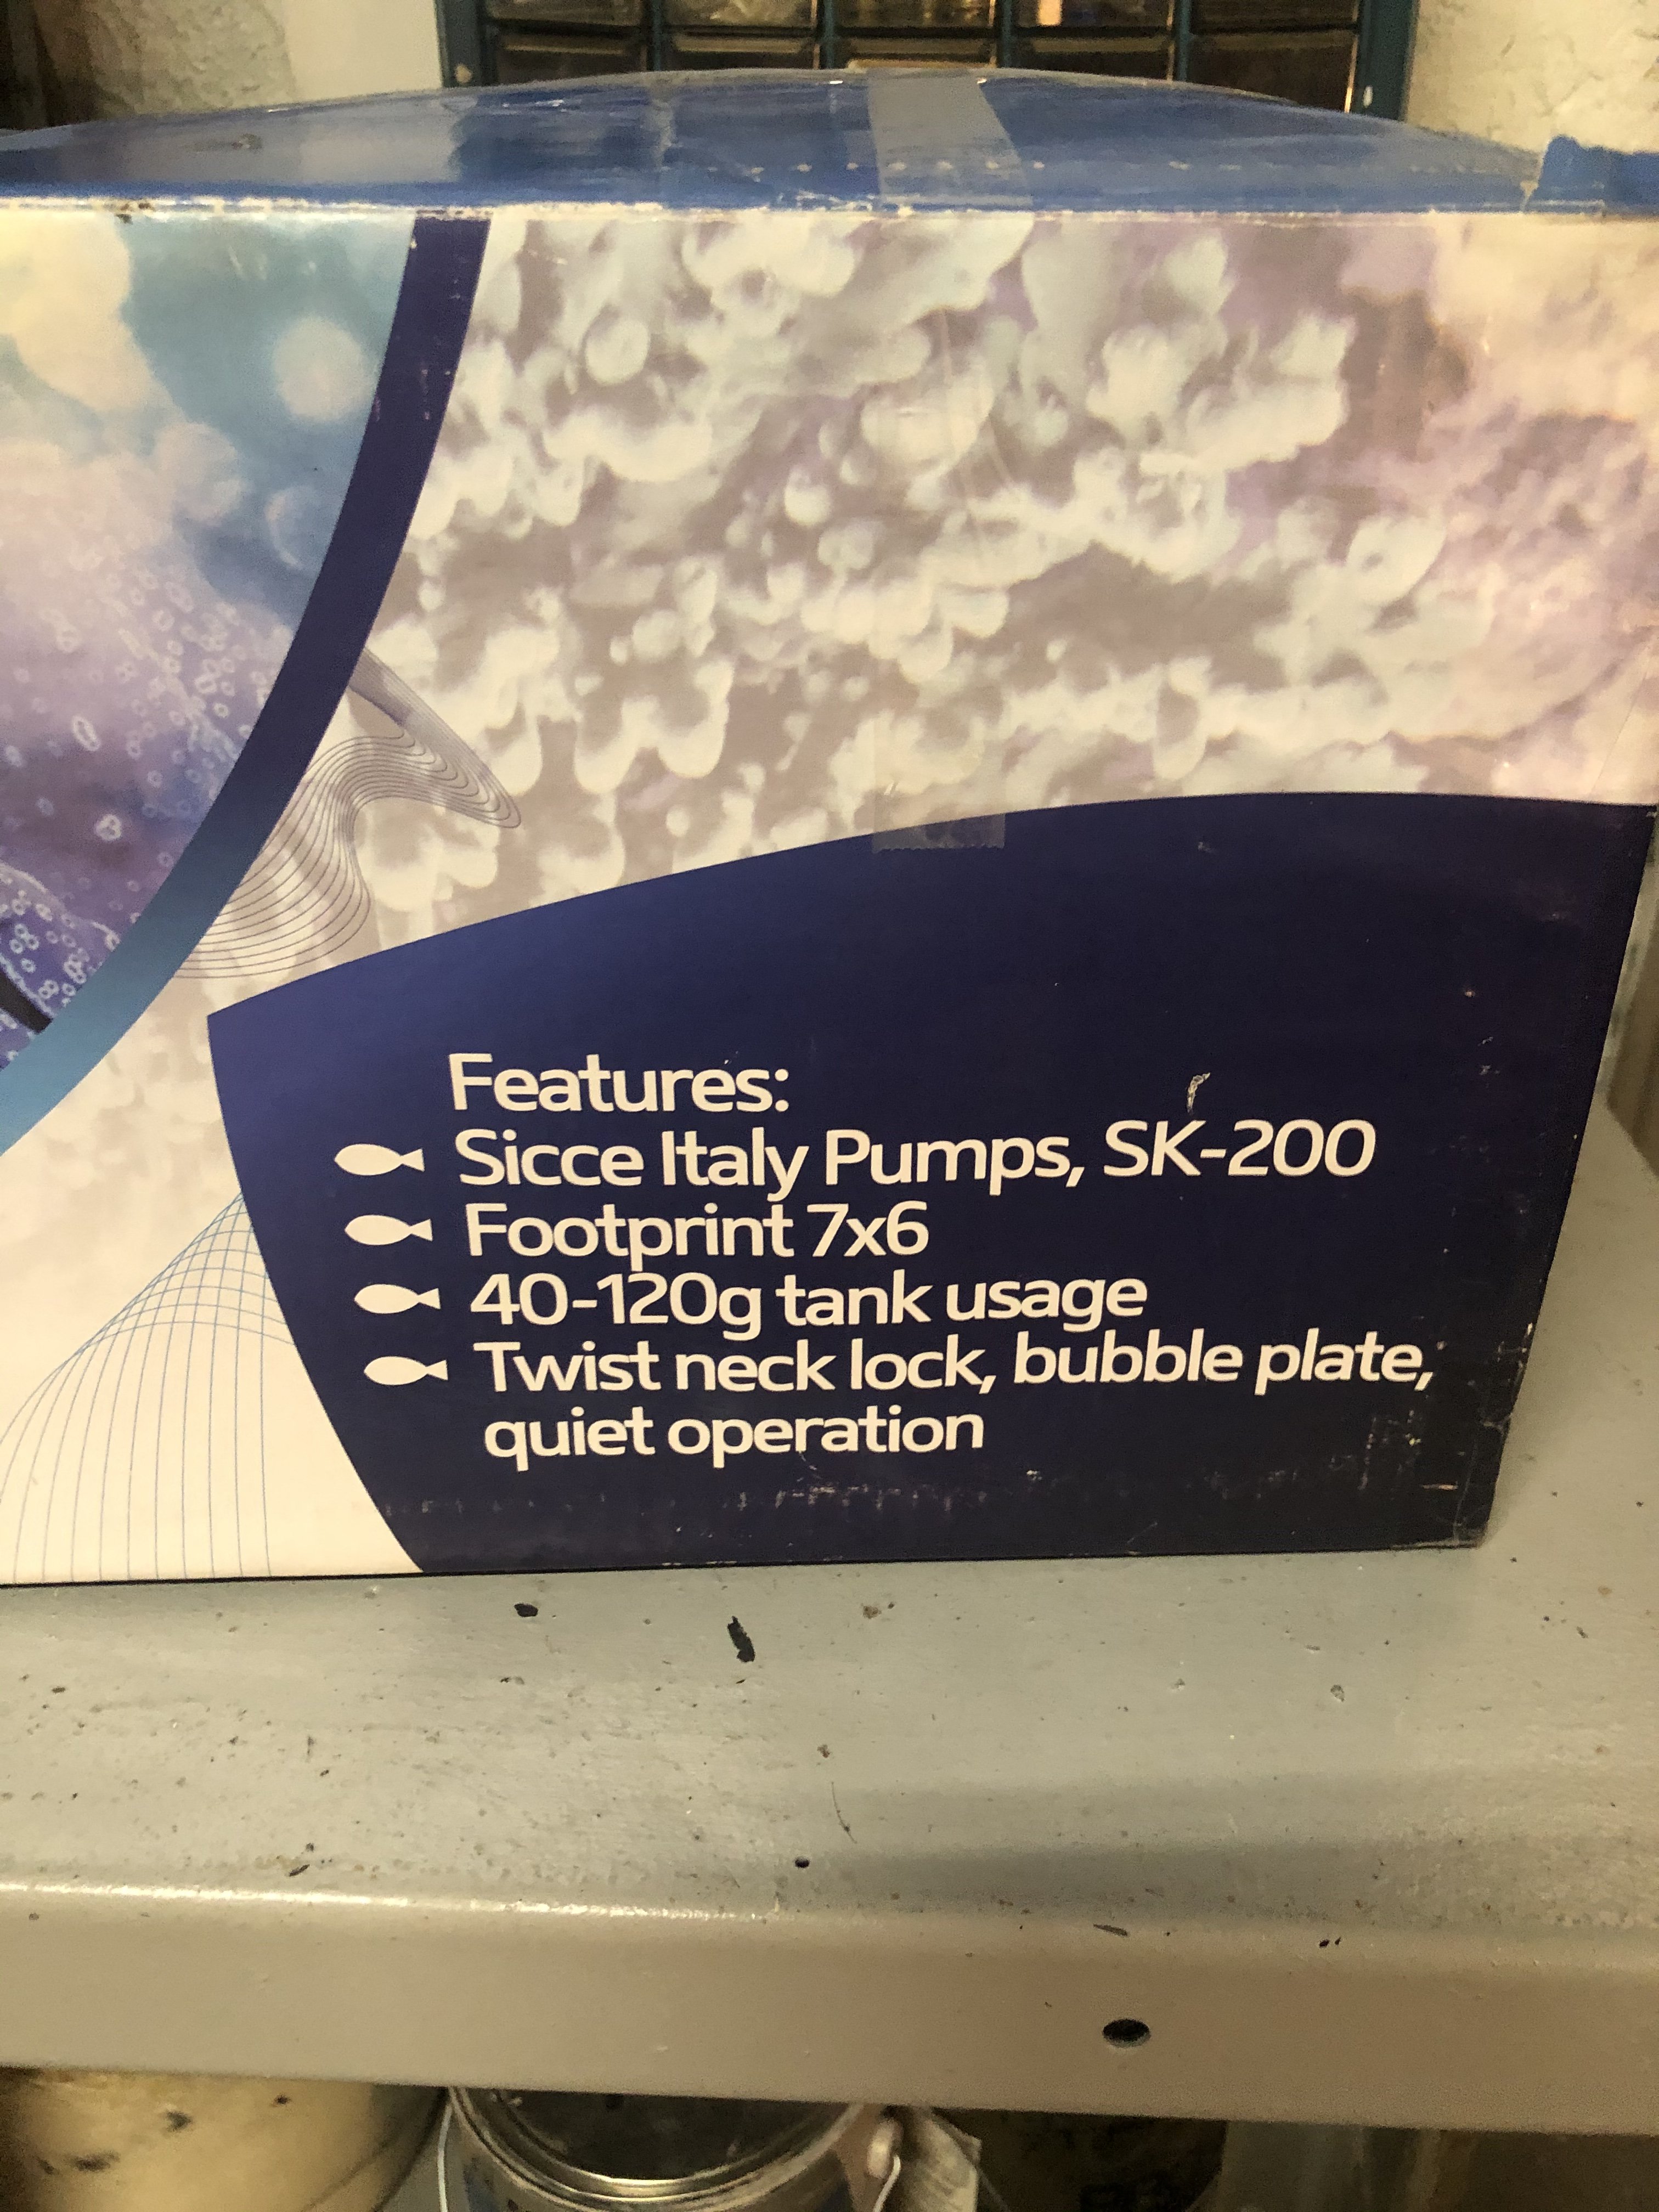 Features:
Sicce Italy Pumps, SK-200
Footprint 7x6
40-120g tank usage
Twist neck lock, bubble plate,
quiet operation